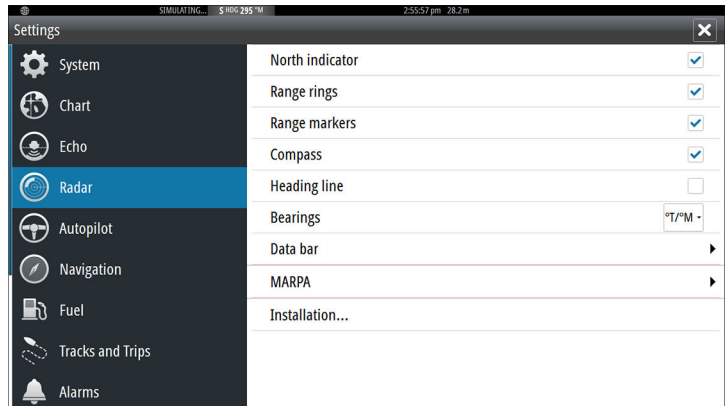 SIMULATING... S HDG 295 °M 2:55:57 pm 28.2 m
Settings
System
Chart
Echo
Radar
Autopilot
Navigation
Fuel
Tracks and Trips
Alarms
North indicator
Range rings
Range markers
Compass
Heading line
Bearings °T/°M
Data bar
MARPA
Installation...